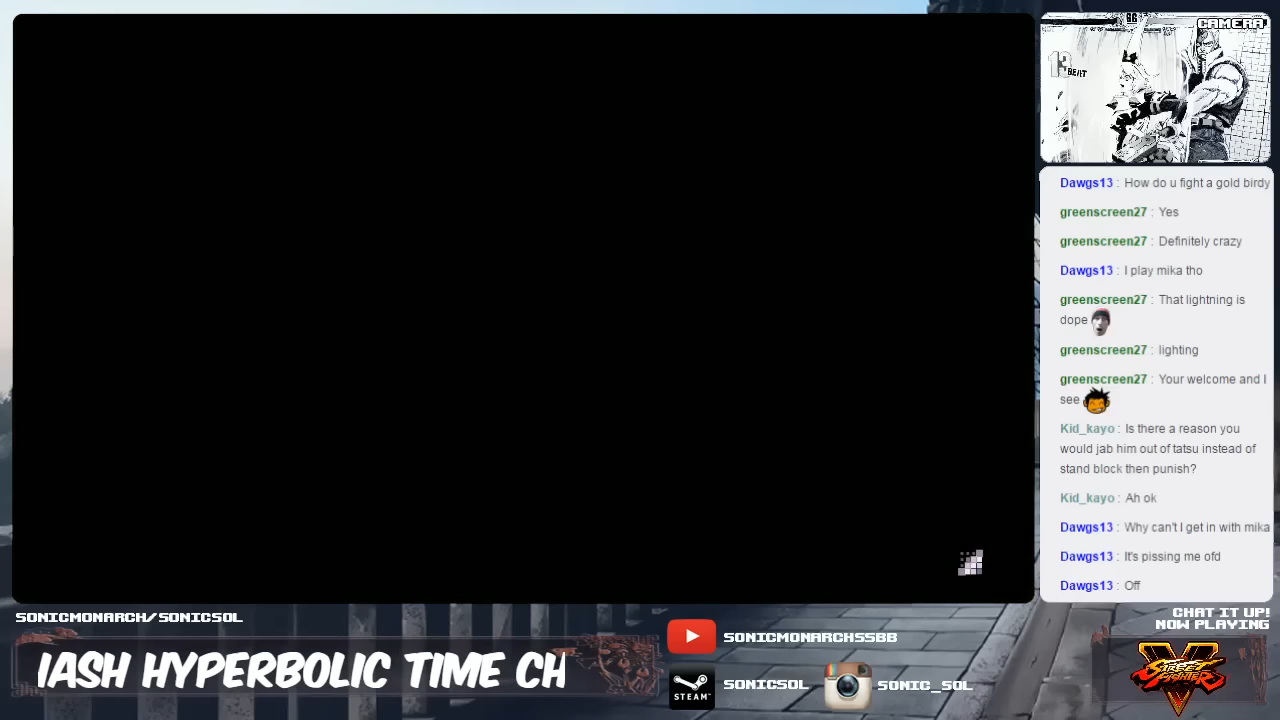 CAMERA
13
BEAT
Dawgs13 : How do u fight a gold birdy
greenscreen27 : Yes
greenscreen27 : Definitely crazy
Dawgs13 : I play mika tho
greenscreen27 : That lightning is
dope
greenscreen27 : lighting
greenscreen27 : Your welcome and I
see
Kid_kayo : Is there a reason you
would jab him out of tatsu instead of
stand block then punish?
Kid_kayo : Ah ok
Dawgs13 : Why can't I get in with mika
Dawgs13 : It's pissing me ofd
Dawgs13 : Off
SONICMONARCH/SONICSOL
CHAT IT UP!
NOW PLAYING
SONICMONARCHSSBB
IASH HYPERBOLIC TIME CH
STEAM
SONICSOL
SONIC_SOL
STREET
FIGHTER
V